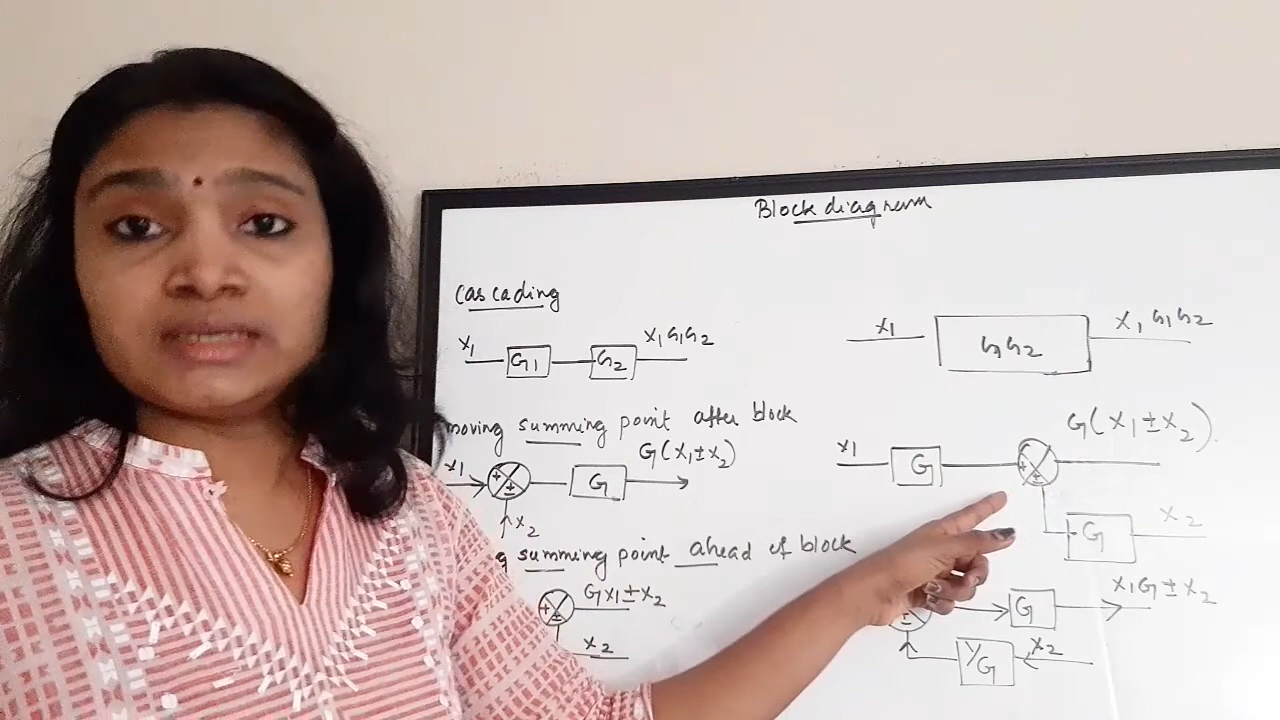 Block diagram
Cascading
X1 G1 G2 X1G1G2
X1 G1G2 X1G1G2
moving summing point after block
X1 + ± X2 G G(X1±X2)
X1 G + ± G X2 G(X1±X2).
summing point ahead of block
+ ± GX1±X2
X2
± G X1G±X2
1/G X2